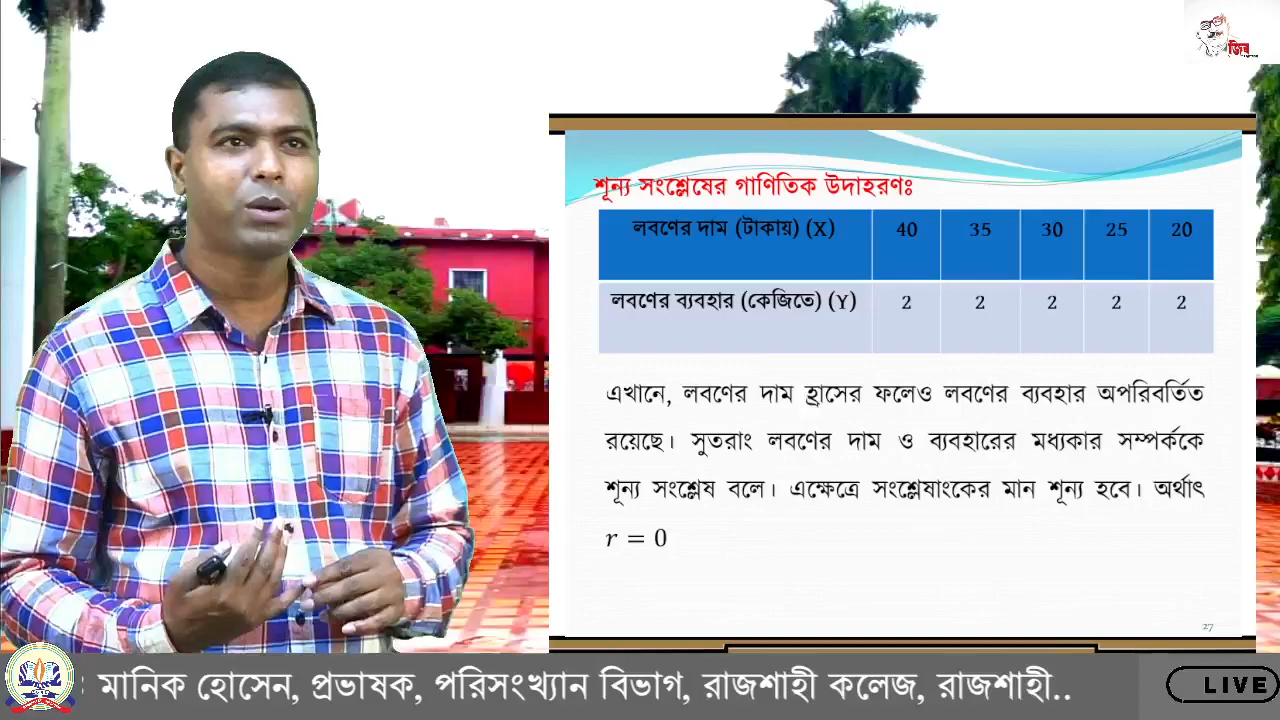 জিব
শূন্য সংশ্লেষের গাণিতিক উদাহরণঃ
লবণের দাম (টাকায়) (X) 40 35 30 25 20
লবণের ব্যবহার (কেজিতে) (Y) 2 2 2 2 2
এখানে, লবণের দাম হ্রাসের ফলেও লবণের ব্যবহার অপরিবর্তিত
রয়েছে। সুতরাং লবণের দাম ও ব্যবহারের মধ্যকার সম্পর্ককে
শূন্য সংশ্লেষ বলে। এক্ষেত্রে সংশ্লেষাংকের মান শূন্য হবে। অর্থাৎ
r = 0
27
মানিক হোসেন, প্রভাষক, পরিসংখ্যান বিভাগ, রাজশাহী কলেজ, রাজশাহী..
LIVE